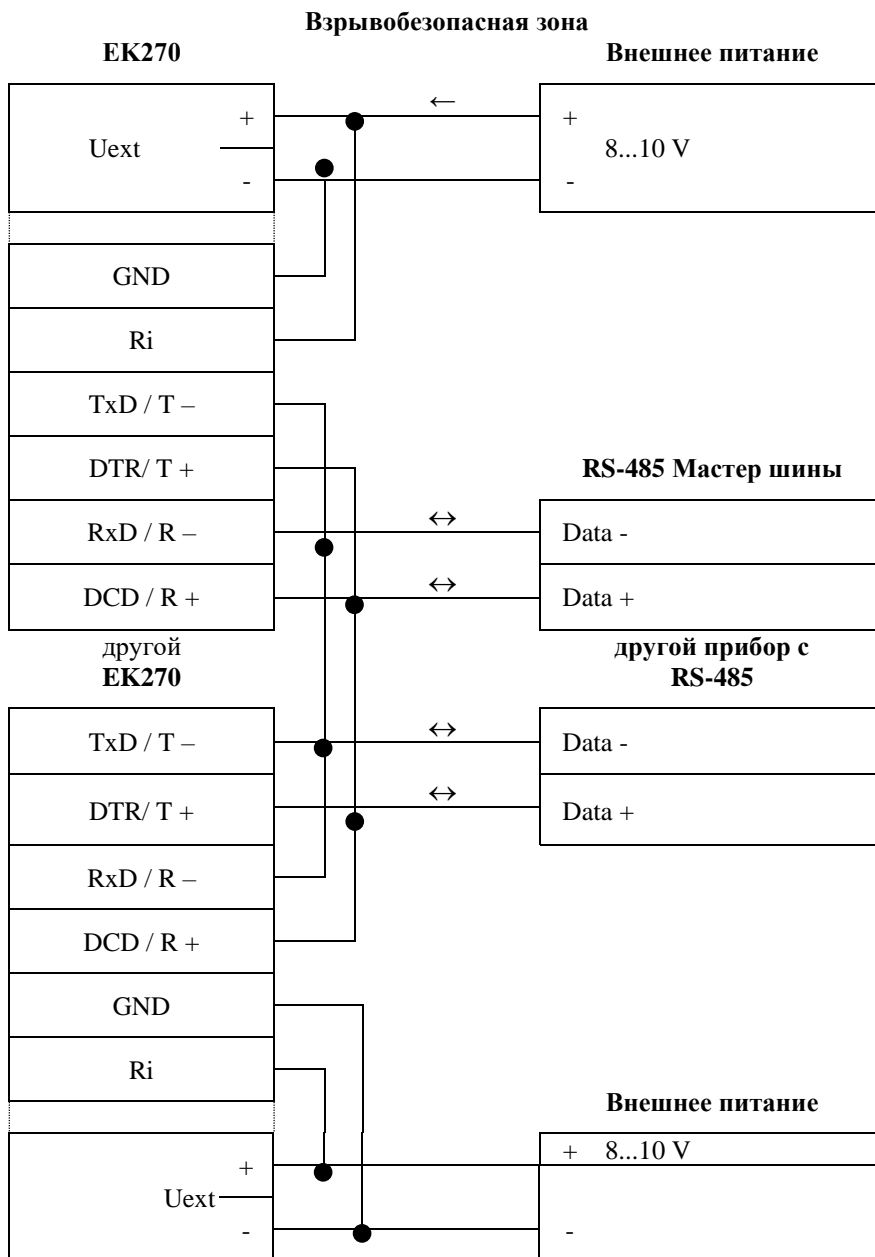 Взрывобезопасная зона
EK270 Внешнее питание
+ ← +
Uext 8...10 V
- -
GND
Ri
TxD / T –
DTR/ T + RS-485 Мастер шины
RxD / R – ↔ Data -
DCD / R + ↔ Data +
другой другой прибор с
EK270 RS-485
TxD / T – ↔ Data -
DTR/ T + ↔ Data +
RxD / R –
DCD / R +
GND
Ri
Внешнее питание
+ + 8...10 V
Uext
- -